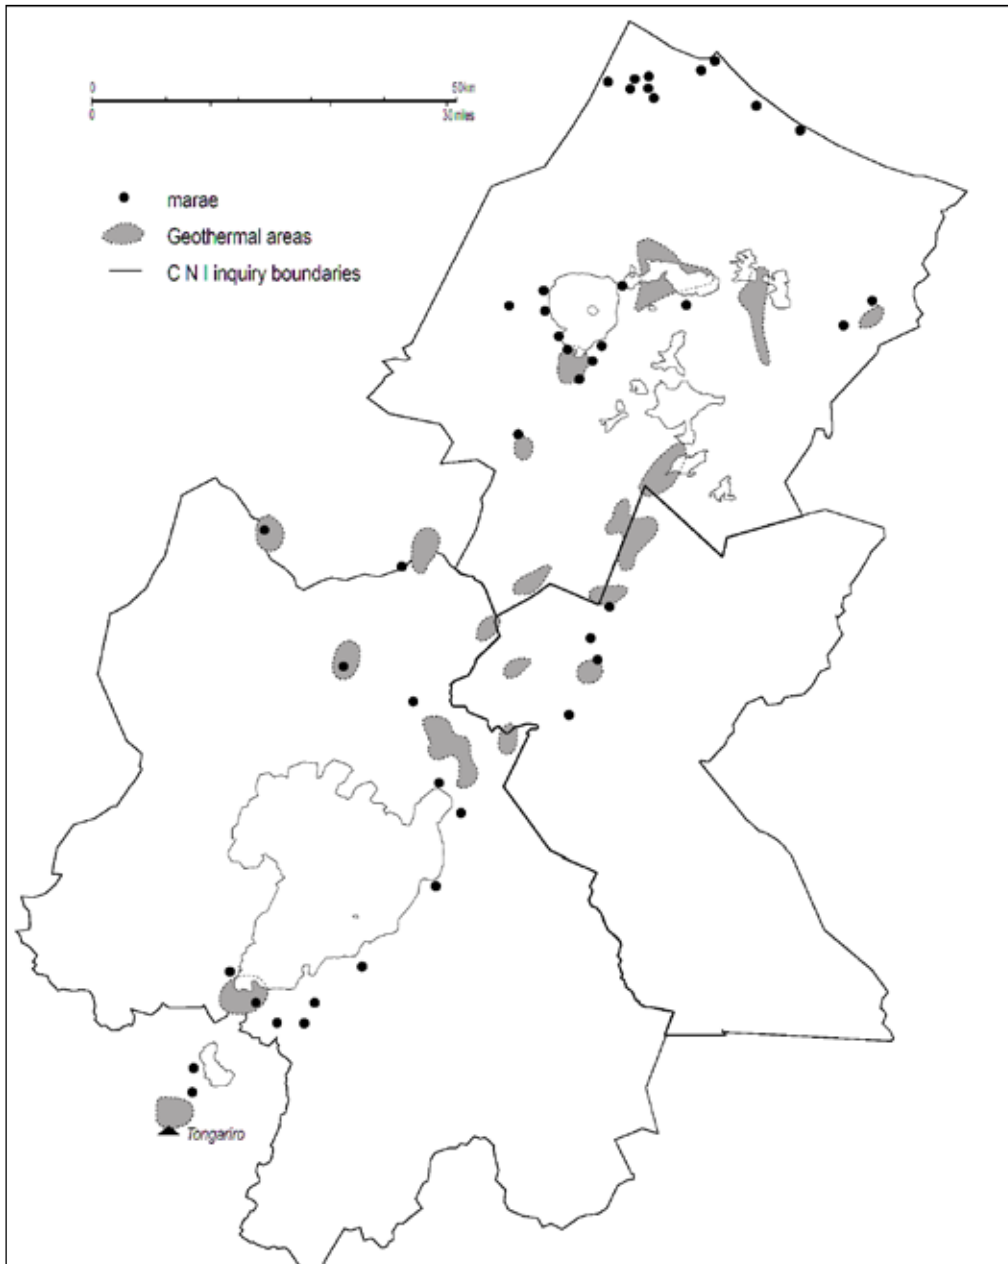 0 50km
0 30 miles
marae
Geothermal areas
C N I inquiry boundaries
Tongariro